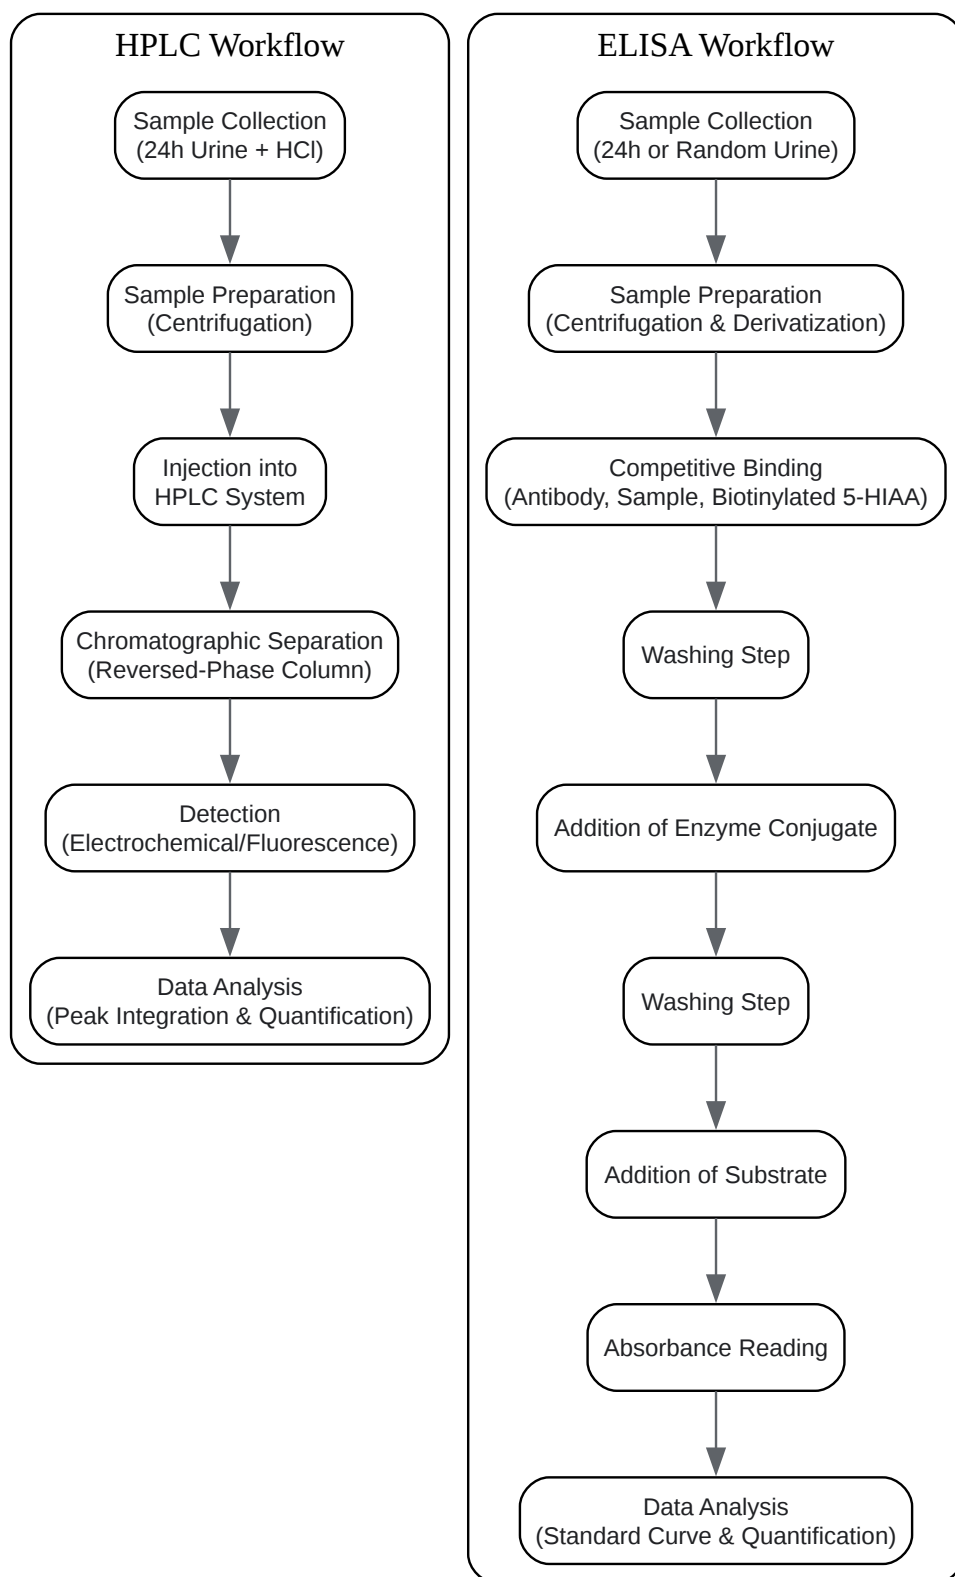 HPLC Workflow
Sample Collection
(24h Urine + HCl)
Sample Preparation
(Centrifugation)
Injection into
HPLC System
Chromatographic Separation
(Reversed-Phase Column)
Detection
(Electrochemical/Fluorescence)
Data Analysis
(Peak Integration & Quantification)
ELISA Workflow
Sample Collection
(24h or Random Urine)
Sample Preparation
(Centrifugation & Derivatization)
Competitive Binding
(Antibody, Sample, Biotinylated 5-HIAA)
Washing Step
Addition of Enzyme Conjugate
Washing Step
Addition of Substrate
Absorbance Reading
Data Analysis
(Standard Curve & Quantification)